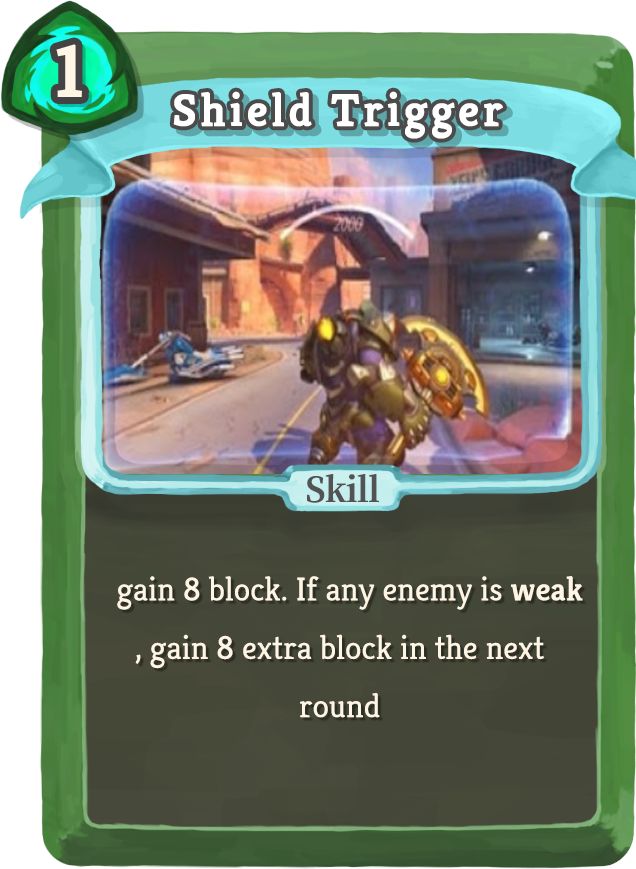 1
Shield Trigger
2000
Skill
gain 8 block. If any enemy is weak
, gain 8 extra block in the next
round